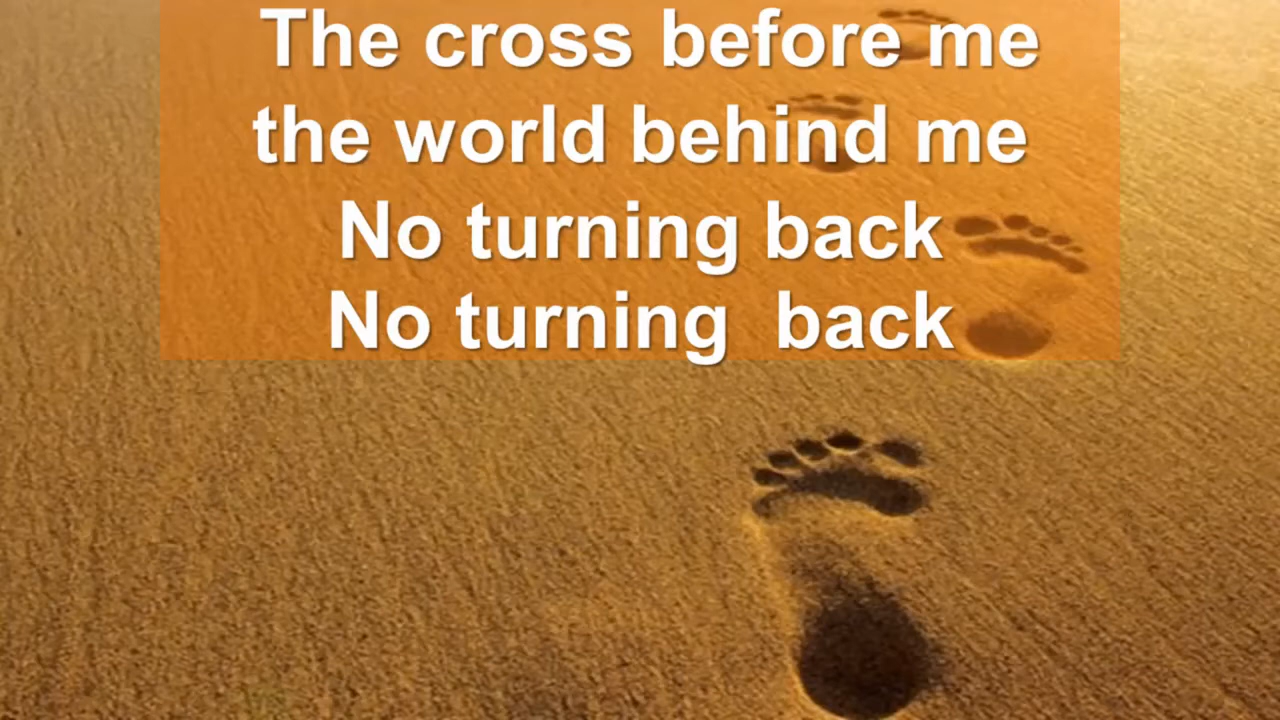 The cross before me
the world behind me
No turning back
No turning  back